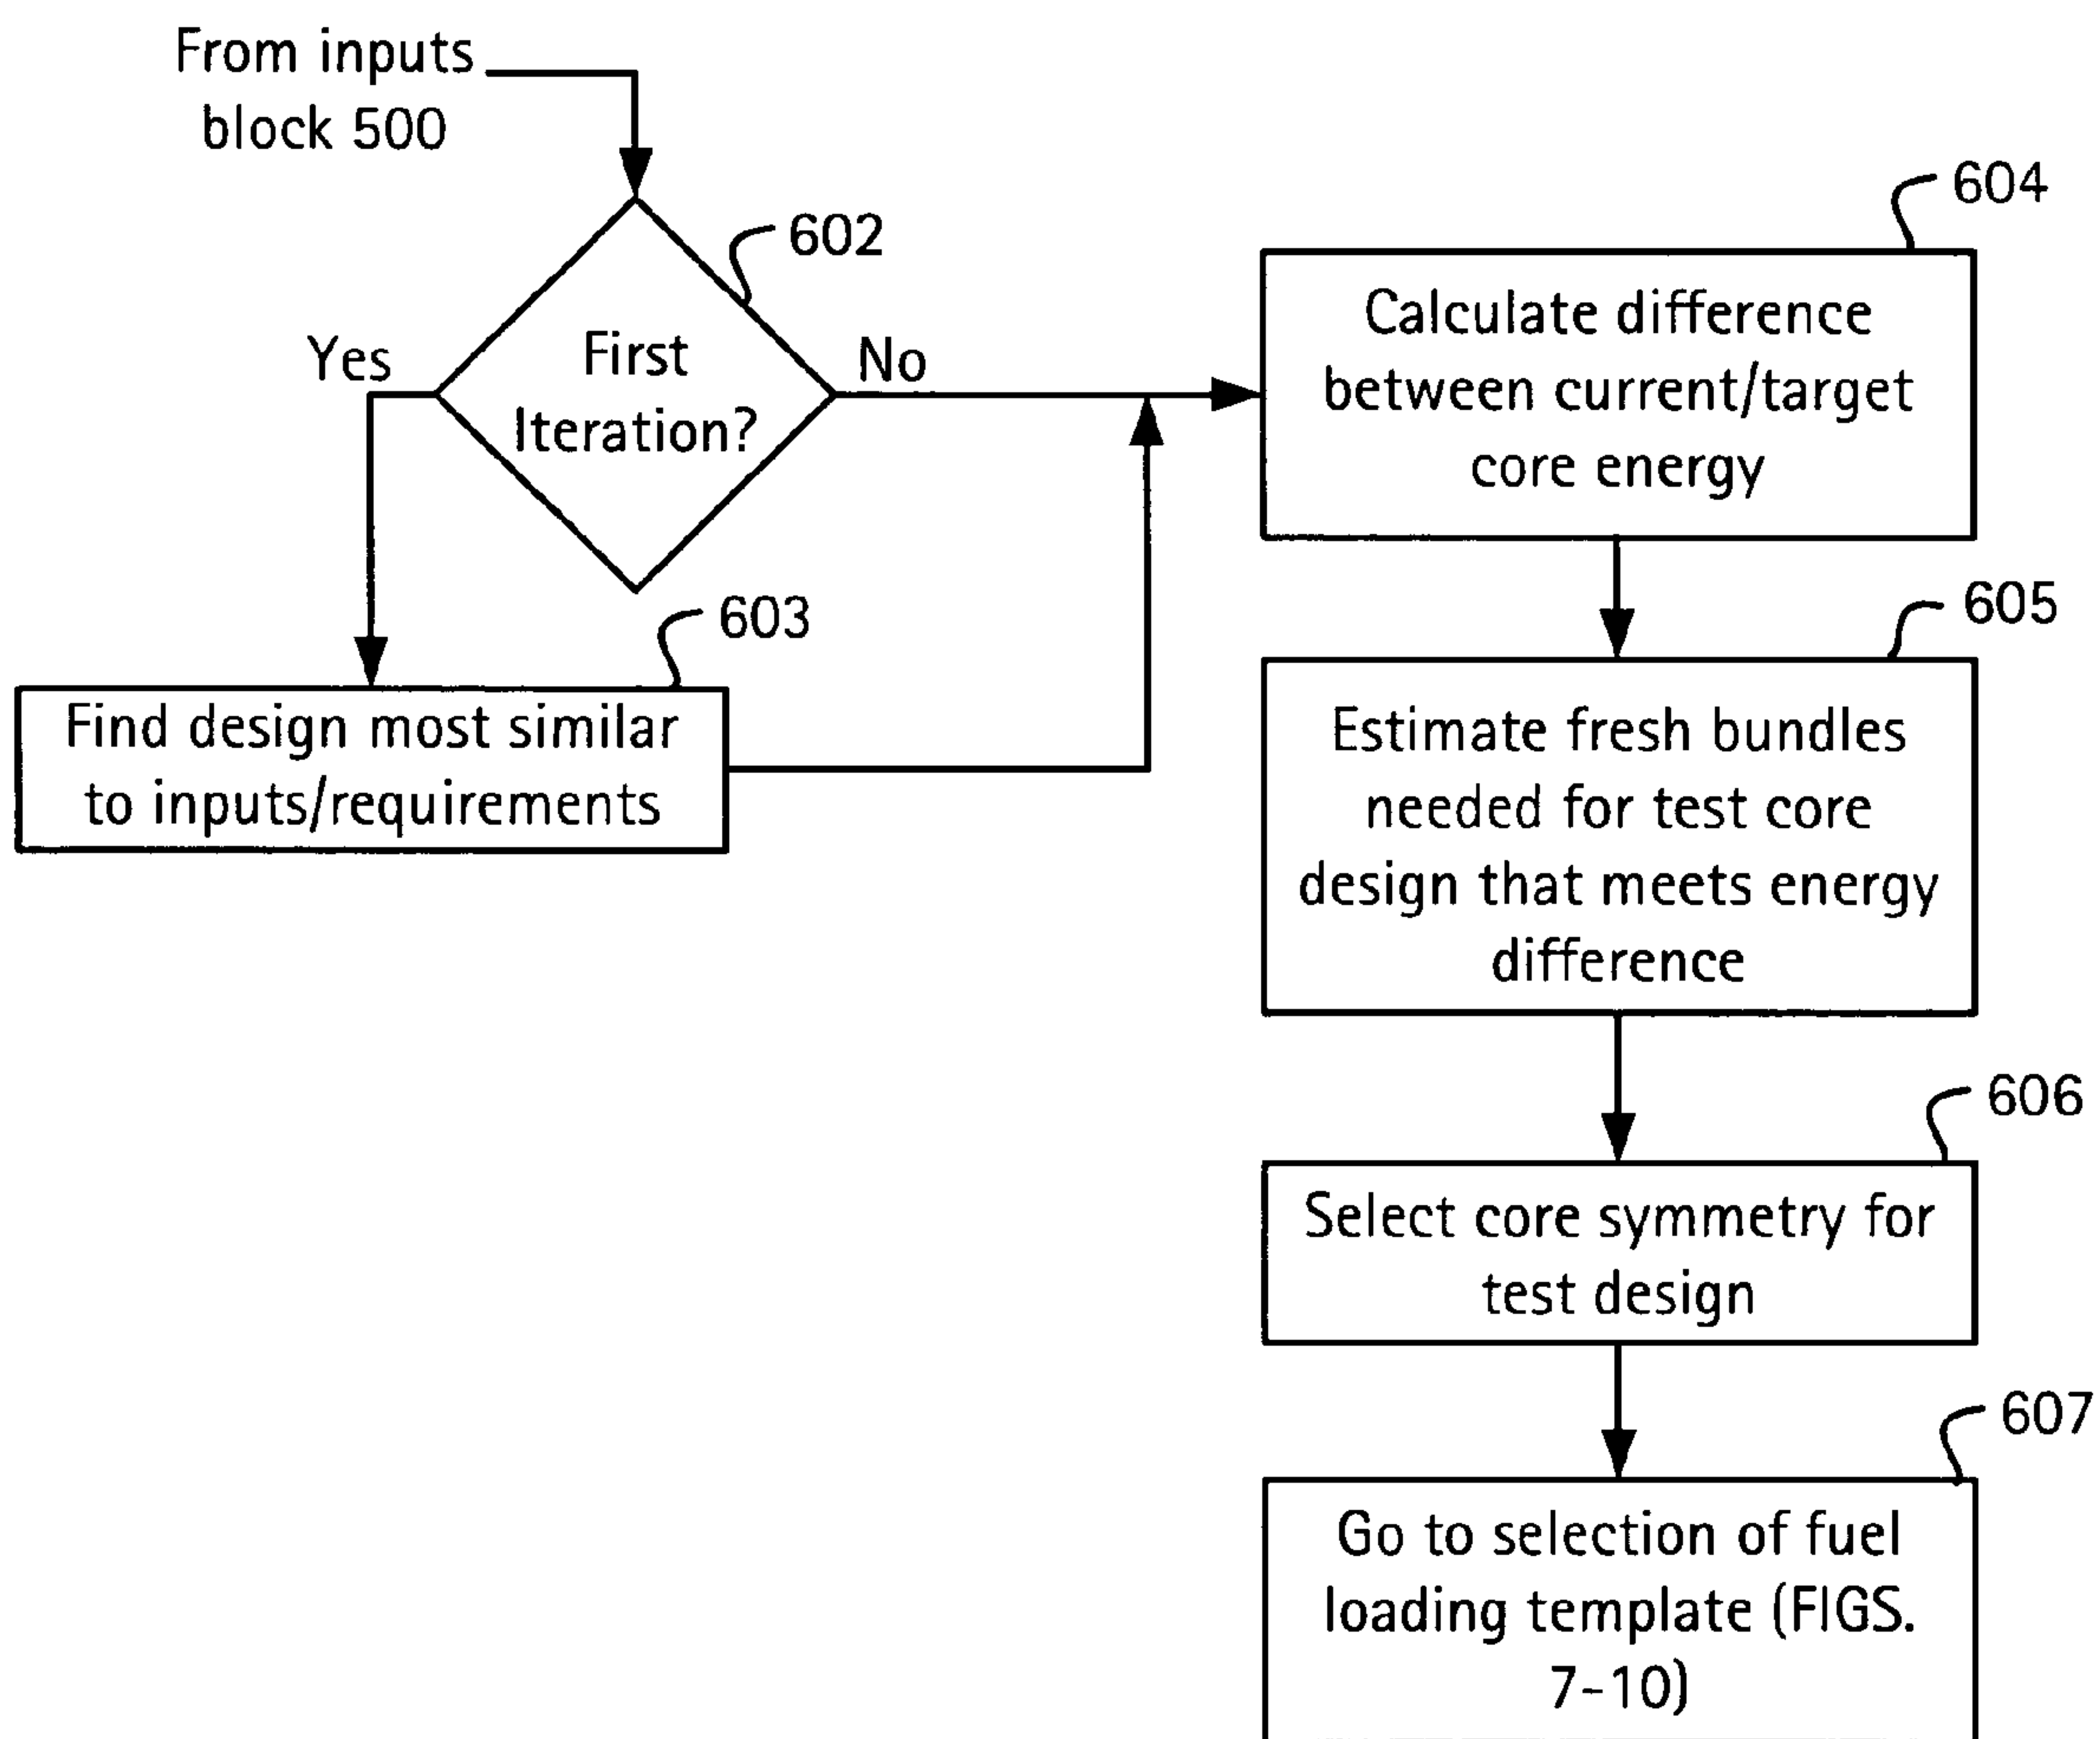 From inputs
block 500
602
First
Iteration?
Yes
No
603
Find design most similar
to inputs/requirements
604
Calculate difference
between current/target
core energy
605
Estimate fresh bundles
needed for test core
design that meets energy
difference
606
Select core symmetry for
test design
607
Go to selection of fuel
loading template (FIGS.
7-10)